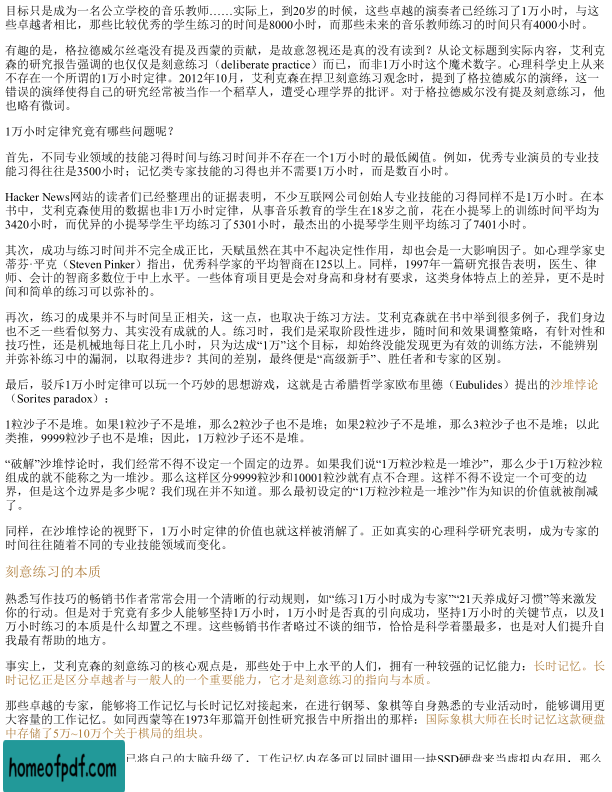 目标只是成为一名公立学校的音乐教师……实际上，到20岁的时候，这些卓越的演奏者已经练习了1万小时，与这
些卓越者相比，那些比较优秀的学生练习的时间是8000小时，而那些未来的音乐教师练习的时间只有4000小时。
有趣的是，格拉德威尔丝毫没有提及西蒙的贡献，是故意忽视还是真的没有读到？从论文标题到实际内容，艾利克
森的研究报告强调的也仅仅是刻意练习（deliberate practice）而已，而非1万小时这个魔术数字。心理科学史上从来
不存在一个所谓的1万小时定律。2012年10月，艾利克森在捍卫刻意练习观念时，提到了格拉德威尔的演绎，这一
错误的演绎使得自己的研究经常被当作一个稻草人，遭受心理学界的批评。对于格拉德威尔没有提及刻意练习，他
也略有微词。
1万小时定律究竟有哪些问题呢？
首先，不同专业领域的技能习得时间与练习时间并不存在一个1万小时的最低阈值。例如，优秀专业演员的专业技
能习得往往是3500小时；记忆类专家技能的习得也并不需要1万小时，而是数百小时。
Hacker News网站的读者们已经整理出的证据表明，不少互联网公司创始人专业技能的习得同样不是1万小时。在本
书中，艾利克森使用的数据也非1万小时定律，从事音乐教育的学生在18岁之前，花在小提琴上的训练时间平均为
3420小时，而优异的小提琴学生平均练习了5301小时，最杰出的小提琴学生则平均练习了7401小时。
其次，成功与练习时间并不完全成正比，天赋虽然在其中不起决定性作用，却也会是一大影响因子。如心理学家史
蒂芬·平克（Steven Pinker）指出，优秀科学家的平均智商在125以上。同样，1997年一篇研究报告表明，医生、律
师、会计的智商多数位于中上水平。一些体育项目更是会对身高和身材有要求，这类身体特点上的差异，更不是时
间和简单的练习可以弥补的。
再次，练习的成果并不与时间呈正相关，这一点，也取决于练习方法。艾利克森就在书中举到很多例子，我们身边
也不乏一些看似努力、其实没有成就的人。练习时，我们是采取阶段性进步，随时间和效果调整策略，有针对性和
技巧性，还是机械地每日花上几小时，只为达成“1万”这个目标，却始终没能发现更为有效的训练方法，不能辨别
并弥补练习中的漏洞，以取得进步？其间的差别，最终便是“高级新手”、胜任者和专家的区别。
最后，驳斥1万小时定律可以玩一个巧妙的思想游戏，这就是古希腊哲学家欧布里德（Eubulides）提出的沙堆悖论
（Sorites paradox）：
1粒沙子不是堆。如果1粒沙子不是堆，那么2粒沙子也不是堆；如果2粒沙子不是堆，那么3粒沙子也不是堆；以此
类推，9999粒沙子也不是堆；因此，1万粒沙子还不是堆。
“破解”沙堆悖论时，我们经常不得不设定一个固定的边界。如果我们说“1万粒沙粒是一堆沙”，那么少于1万粒沙粒
组成的就不能称之为一堆沙。那么这样区分9999粒沙和10001粒沙就有点不合理。这样不得不设定一个可变的边
界，但是这个边界是多少呢？我们现在并不知道。那么最初设定的“1万粒沙粒是一堆沙”作为知识的价值就被削减
了。
同样，在沙堆悖论的视野下，1万小时定律的价值也就这样被消解了。正如真实的心理科学研究表明，成为专家的
时间往往随着不同的专业技能领域而变化。
刻意练习的本质
熟悉写作技巧的畅销书作者常常会用一个清晰的行动规则，如“练习1万小时成为专家”“21天养成好习惯”等来激发
你的行动。但是对于究竟有多少人能够坚持1万小时，1万小时是否真的引向成功，坚持1万小时的关键节点，以及1
万小时练习的本质是什么却置之不理。这些畅销书作者略过不谈的细节，恰恰是科学着墨最多，也是对人们提升自
我最有帮助的地方。
事实上，艾利克森的刻意练习的核心观点是，那些处于中上水平的人们，拥有一种较强的记忆能力：长时记忆。长
时记忆正是区分卓越者与一般人的一个重要能力，它才是刻意练习的指向与本质。
那些卓越的专家，能够将工作记忆与长时记忆对接起来，在进行钢琴、象棋等自身熟悉的专业活动时，能够调用更
大容量的工作记忆。如同西蒙等在1973年那篇开创性研究报告中所指出的那样：国际象棋大师在长时记忆这款硬盘
中存储了5万~10万个关于棋局的组块。
已将自己的大脑升级了，工作记忆内存条可以同时调用一块SSD硬盘来当虚拟内存用，那么
homeofpdf.com